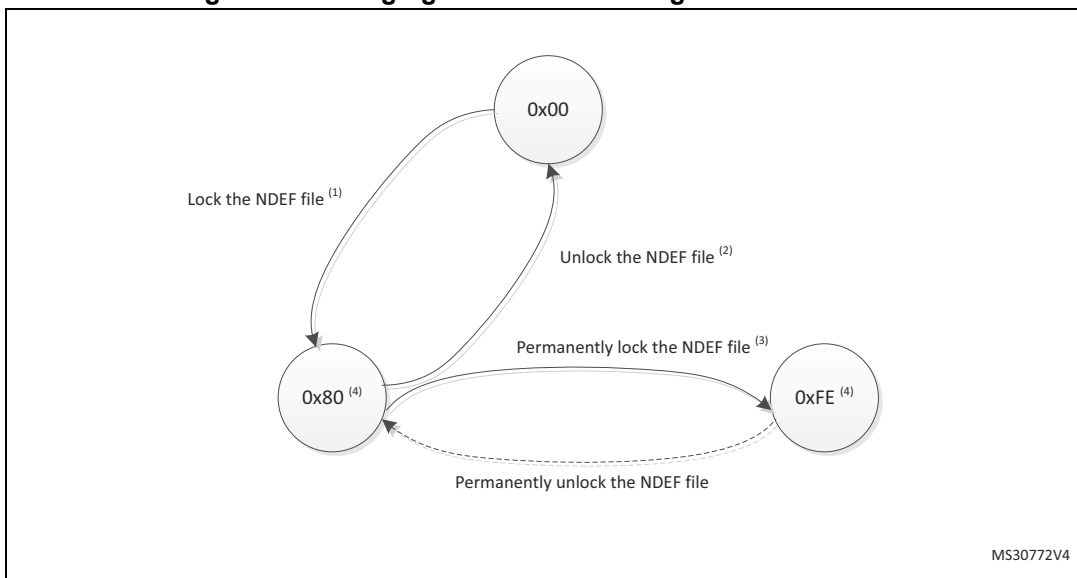 0x00
Lock the NDEF file (1)
Unlock the NDEF file (2)
Permanently lock the NDEF file (3)
0x80 (4)
0xFE (4)
Permanently unlock the NDEF file
MS30772V4